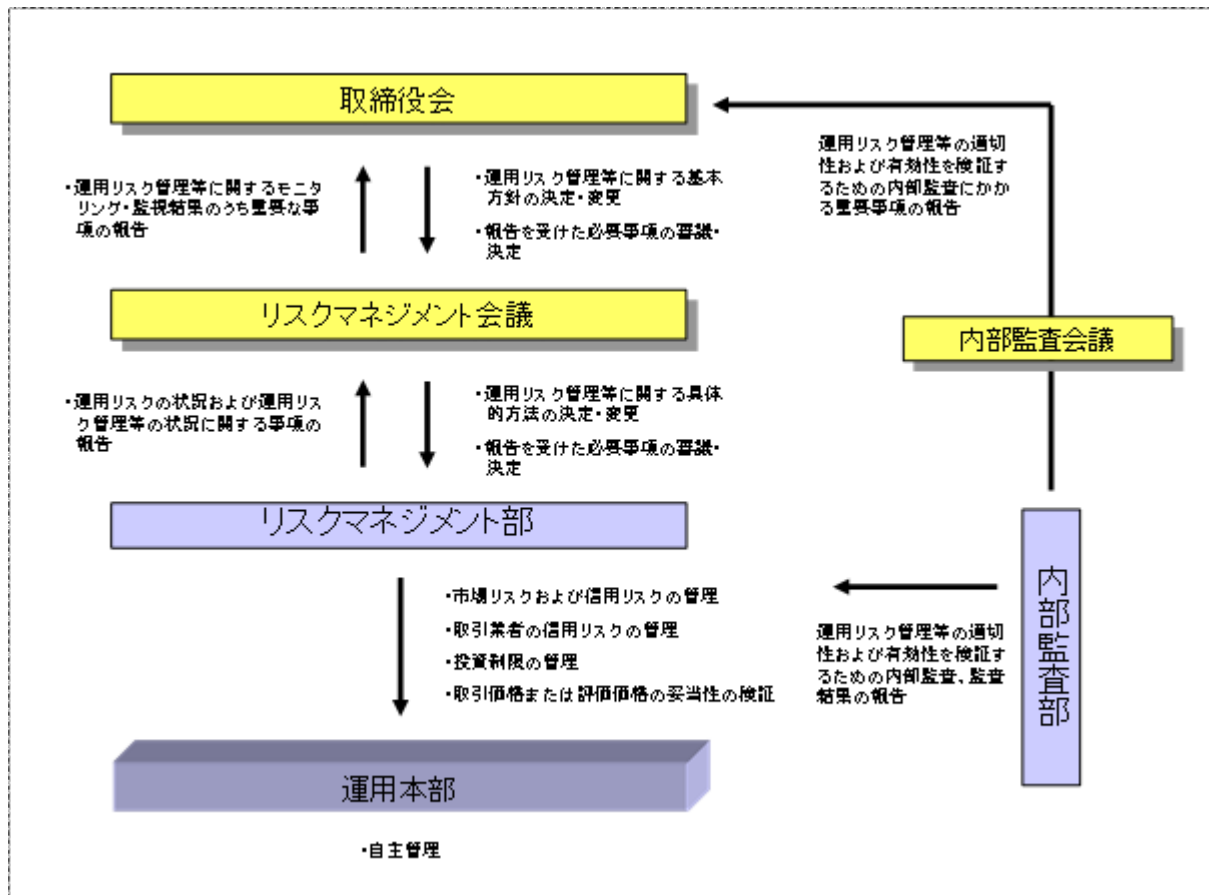 取締役会
・運用リスク管理等に関するモニ
タリング・監視結果のうち重要な事
項の報告
・運用リスク管理等に関する基本
方針の決定・変更
・報告を受けた必要事項の審議・
決定
運用リスク管理等の適切
性および有効性を検証す
るための内部監査にかか
る重要事項の報告
リスクマネジメント会議
内部監査会議
・運用リスクの状況および運用リス
ク管理等の状況に関する事項の
報告
・運用リスク管理等に関する具体
的方法の決定・変更
・報告を受けた必要事項の審議・
決定
リスクマネジメント部
内部監査部
・市場リスクおよび信用リスクの管理
・取引業者の信用リスクの管理
・投資制限の管理
・取引価格または評価価格の妥当性の検証
運用リスク管理等の適切
性および有効性を検証す
るための内部監査、監査
結果の報告
運用本部
・自主管理